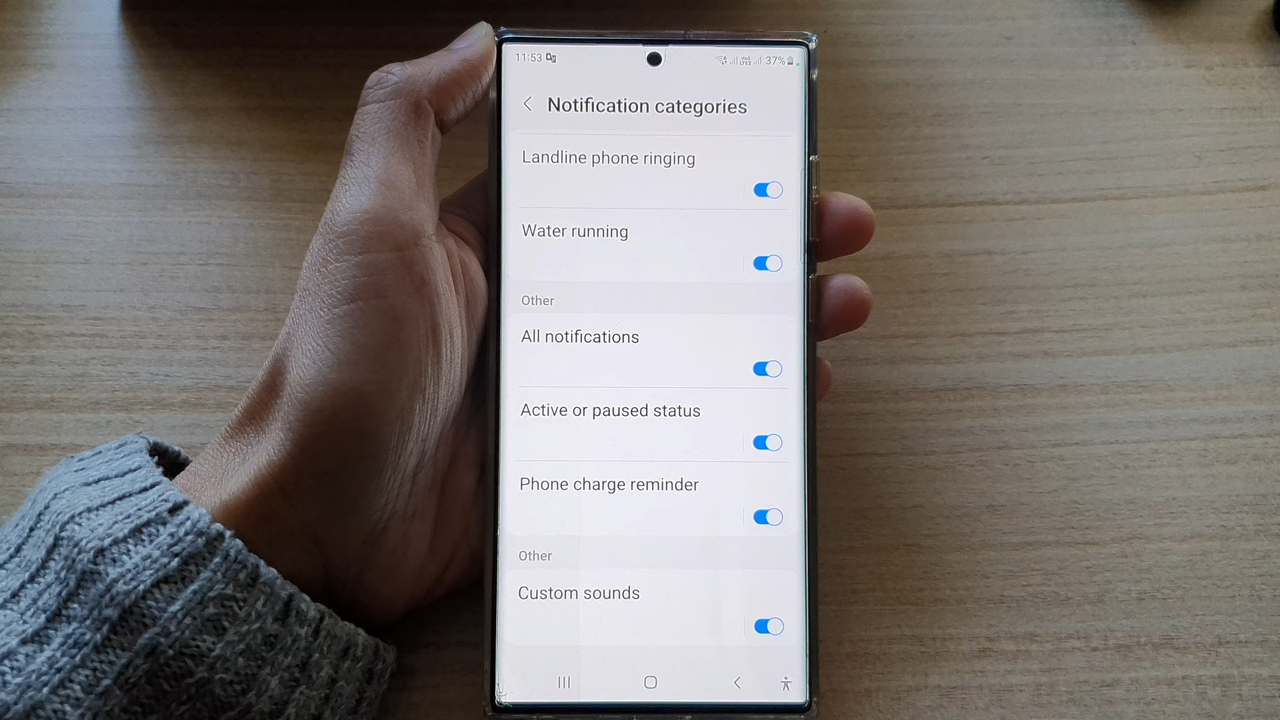 11:53
37%
Notification categories
Landline phone ringing
Water running
Other
All notifications
Active or paused status
Phone charge reminder
Other
Custom sounds